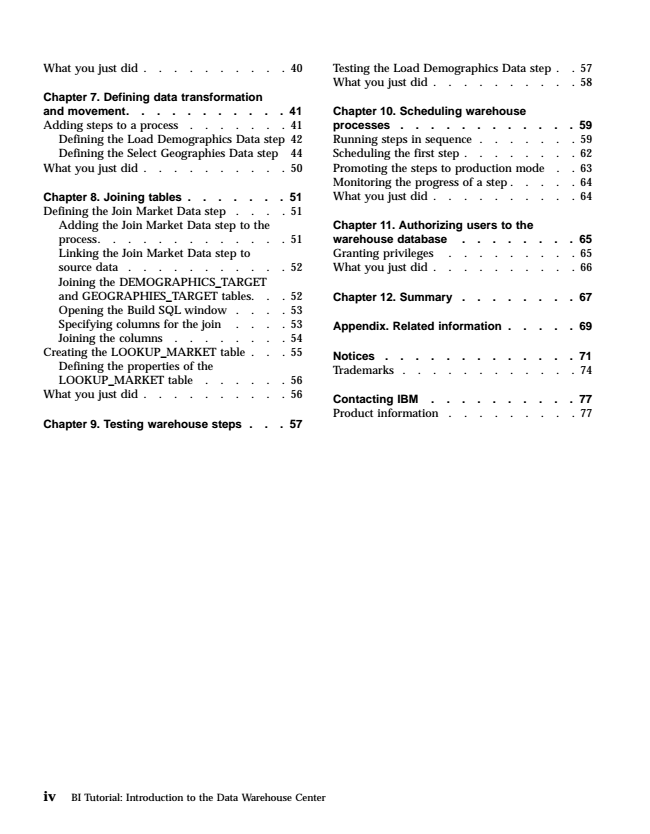 What you just did . . . . . . . . . . 40
Chapter 7. Defining data transformation
and movement. . . . . . . . . . . 41
Adding steps to a process . . . . . . . 41
Defining the Load Demographics Data step 42
Defining the Select Geographies Data step 44
What you just did . . . . . . . . . . 50
Chapter 8. Joining tables . . . . . . . 51
Defining the Join Market Data step . . . . 51
Adding the Join Market Data step to the
process. . . . . . . . . . . . . 51
Linking the Join Market Data step to
source data . . . . . . . . . . . 52
Joining the DEMOGRAPHICS_TARGET
and GEOGRAPHIES_TARGET tables. . . 52
Opening the Build SQL window . . . . 53
Specifying columns for the join . . . . 53
Joining the columns . . . . . . . . 54
Creating the LOOKUP_MARKET table . . . 55
Defining the properties of the
LOOKUP_MARKET table . . . . . . 56
What you just did . . . . . . . . . . 56
Chapter 9. Testing warehouse steps . . . 57
Testing the Load Demographics Data step . . 57
What you just did . . . . . . . . . . 58
Chapter 10. Scheduling warehouse
processes . . . . . . . . . . . . 59
Running steps in sequence . . . . . . . 59
Scheduling the first step . . . . . . . . 62
Promoting the steps to production mode . . 63
Monitoring the progress of a step . . . . . 64
What you just did . . . . . . . . . . 64
Chapter 11. Authorizing users to the
warehouse database . . . . . . . . 65
Granting privileges . . . . . . . . . 65
What you just did . . . . . . . . . . 66
Chapter 12. Summary . . . . . . . . 67
Appendix. Related information . . . . . 69
Notices . . . . . . . . . . . . . 71
Trademarks . . . . . . . . . . . . 74
Contacting IBM . . . . . . . . . . 77
Product information . . . . . . . . . 77
iv BI Tutorial: Introduction to the Data Warehouse Center